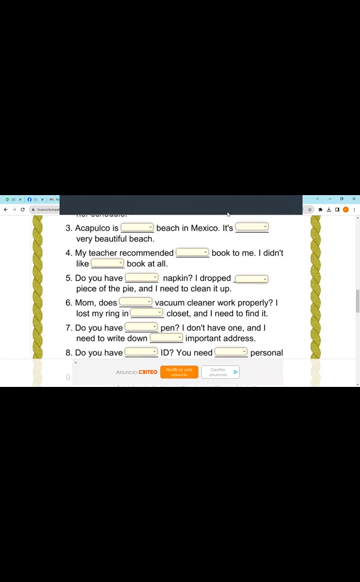 3. Acapulco is beach in Mexico. It's
very beautiful beach.
4. My teacher recommended book to me. I didn't
like book at all.
5. Do you have napkin? I dropped
piece of the pie, and I need to clean it up.
6. Mom, does vacuum cleaner work properly? I
lost my ring in closet, and I need to find it.
7. Do you have pen? I don't have one, and I
need to write down important address.
8. Do you have ID? You need personal
9.
Anuncio CRITEO